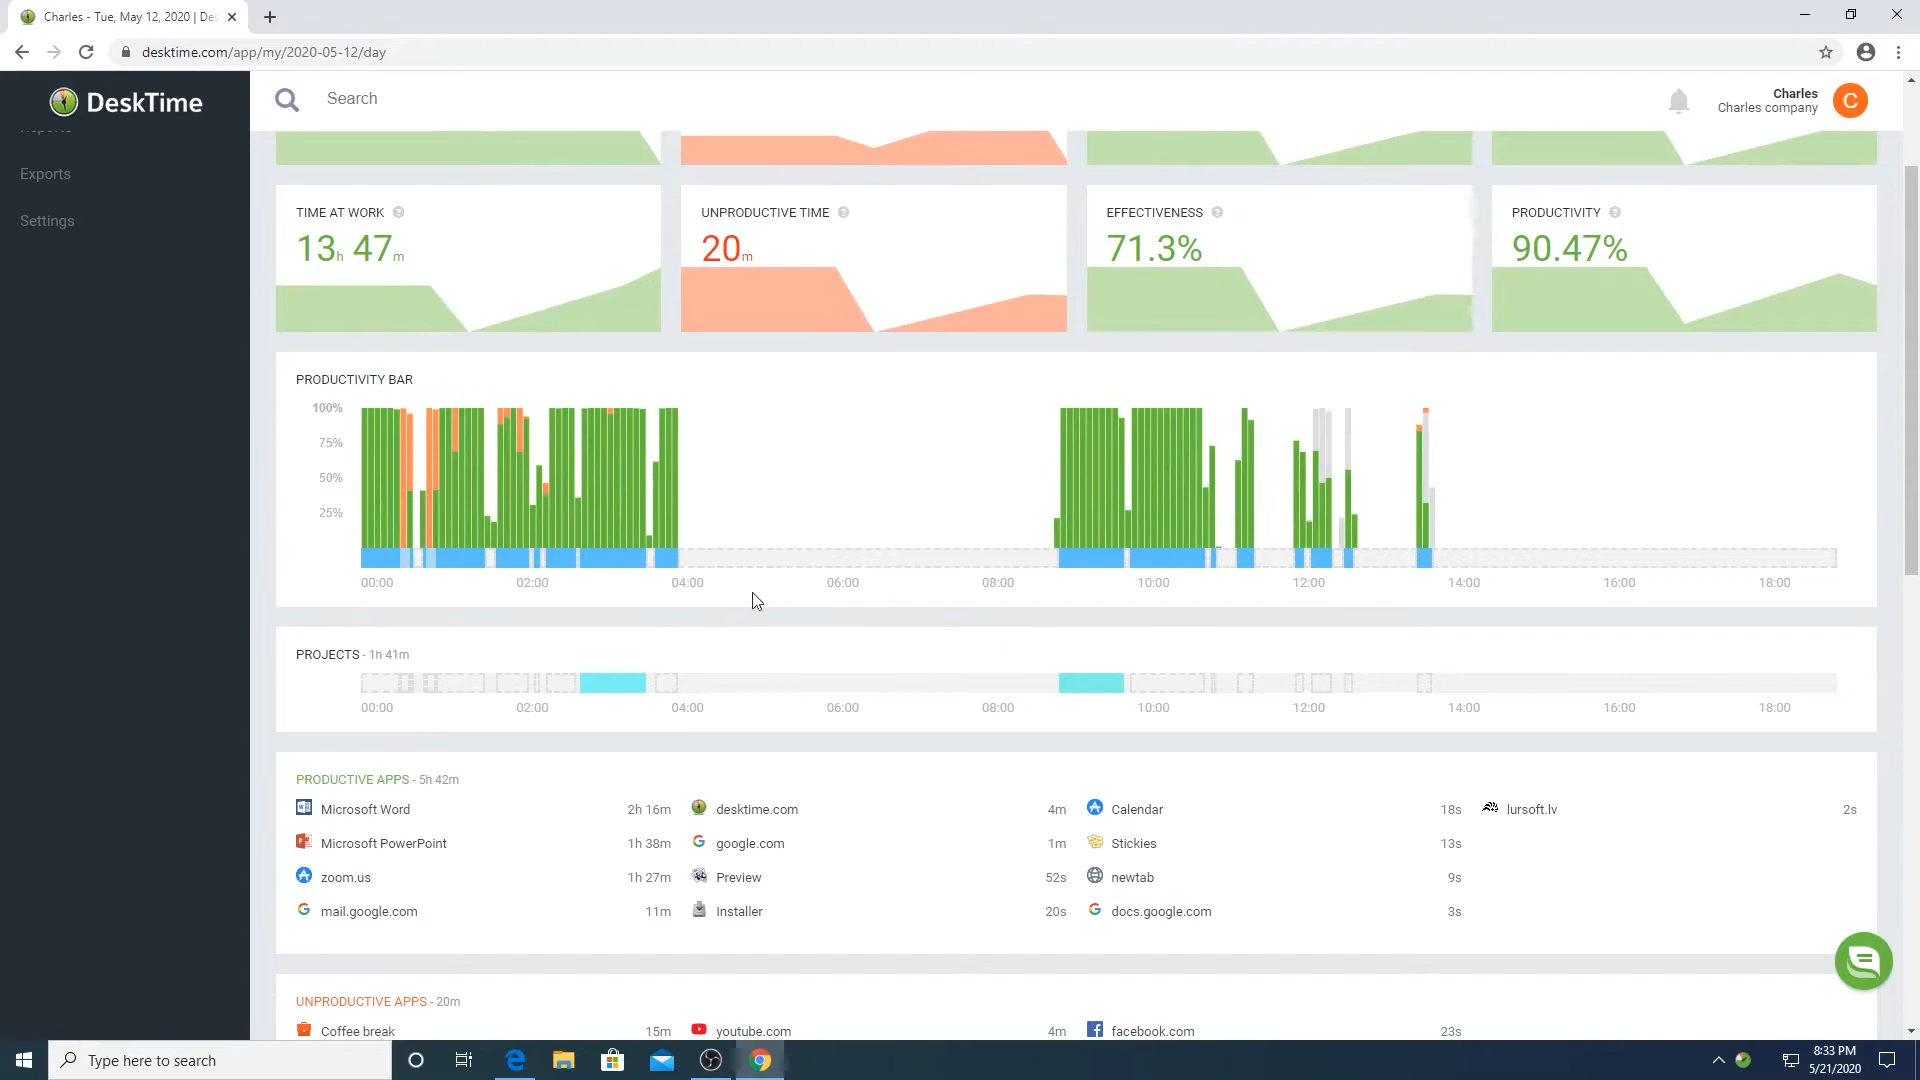 Charles - Tue, May 12, 2020 | Des
desktime.com/app/my/2020-05-12/day
DeskTime
Search
Charles
Charles company
C
Reports
Exports
Settings
TIME AT WORK
13h 47m
UNPRODUCTIVE TIME
20m
EFFECTIVENESS
71.3%
PRODUCTIVITY
90.47%
PRODUCTIVITY BAR
100%
75%
50%
25%
00:00 02:00 04:00 06:00 08:00 10:00 12:00 14:00 16:00 18:00
PROJECTS - 1h 41m
00:00 02:00 04:00 06:00 08:00 10:00 12:00 14:00 16:00 18:00
PRODUCTIVE APPS - 5h 42m
Microsoft Word 2h 16m desktime.com 4m Calendar 18s lursoft.lv 2s
Microsoft PowerPoint 1h 38m google.com 1m Stickies 13s
zoom.us 1h 27m Preview 52s newtab 9s
mail.google.com 11m Installer 20s docs.google.com 3s
UNPRODUCTIVE APPS - 20m
Coffee break 15m youtube.com 4m facebook.com 23s
Type here to search
8:33 PM
5/21/2020